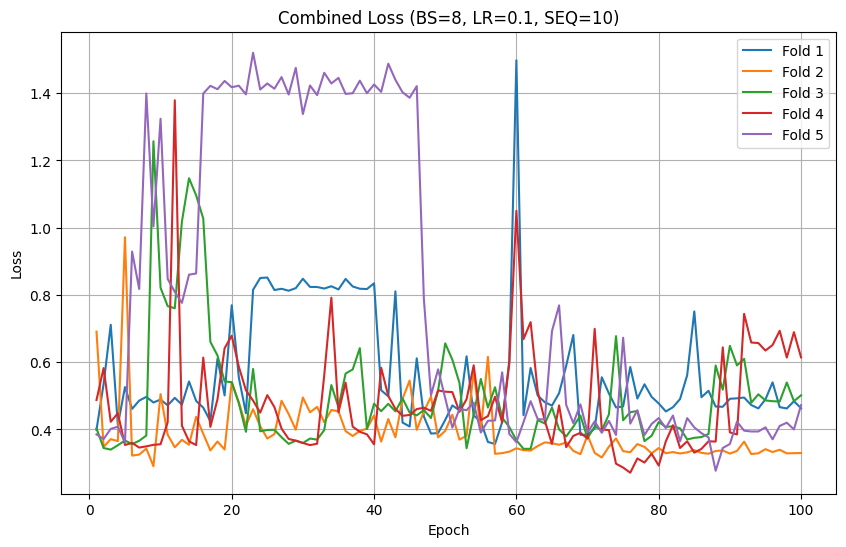 Combined Loss (BS=8, LR=0.1, SEQ=10)
Fold 1
Fold 2
Fold 3
Fold 4
Fold 5
Loss
1.4
1.2
1.0
0.8
0.6
0.4
0 20 40 60 80 100
Epoch